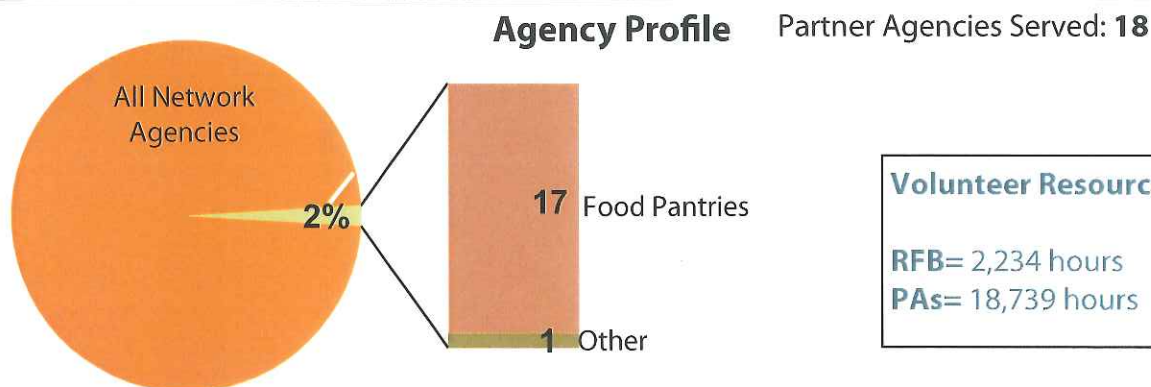 Agency Profile
Partner Agencies Served: 18
All Network
Agencies
2%
17 Food Pantries
1 Other
Volunteer Resourc
RFB= 2,234 hours
PAs= 18,739 hours